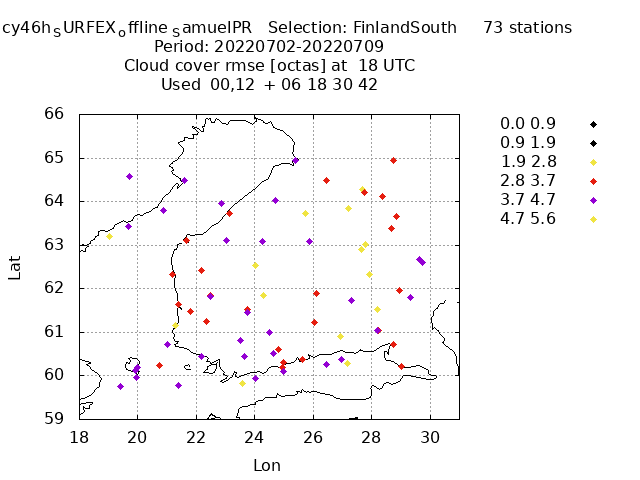 cy46h_SURFEX_offline_SamuelPR   Selection: FinlandSouth      73 stations
Period: 20220702-20220709
Cloud cover rmse [octas] at  18 UTC
Used  00,12  + 06 18 30 42
66
65
64
63
62
61
60
59
18 20 22 24 26 28 30
Lat
Lon
0.0 0.9
0.9 1.9
1.9 2.8
2.8 3.7
3.7 4.7
4.7 5.6